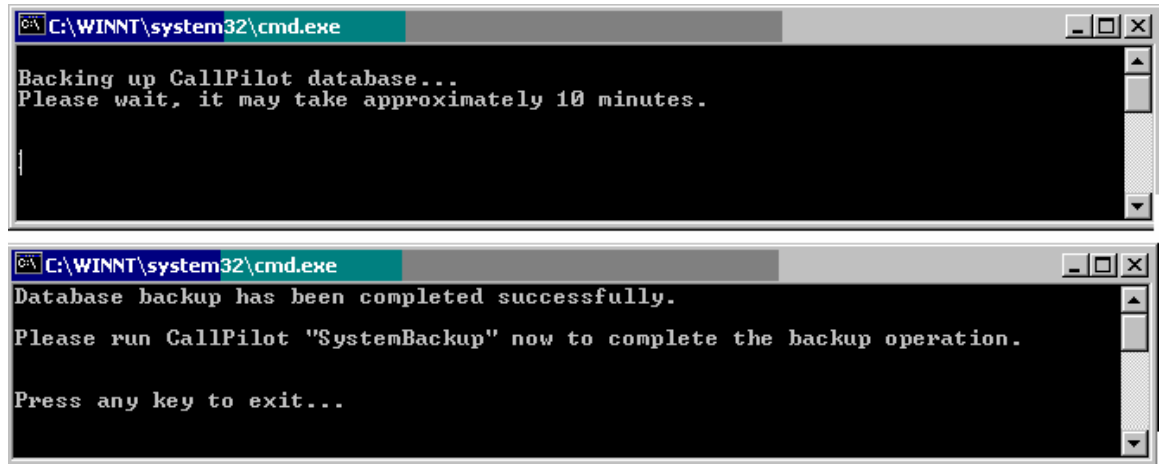 C:\WINNT\system32\cmd.exe
Backing up CallPilot database...
Please wait, it may take approximately 10 minutes.
C:\WINNT\system32\cmd.exe
Database backup has been completed successfully.
Please run CallPilot "SystemBackup" now to complete the backup operation.
Press any key to exit...